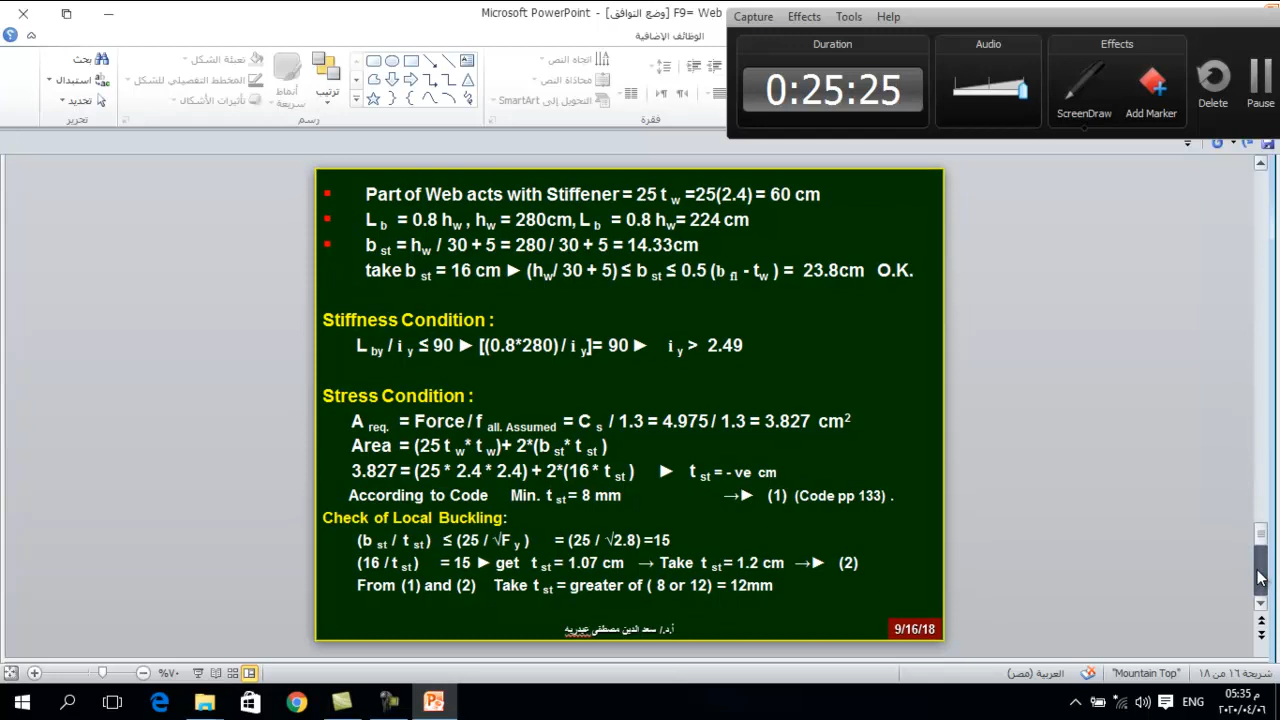 Microsoft PowerPoint - [وضع التوافق] F9= Web
الوظائف الإضافية
Capture Effects Tools Help
Duration
0:25:25
Audio
Effects
ScreenDraw
Add Marker
Delete
Pause
بحث
استبدال
تحديد
تحرير
تعبئة الشكل
المخطط التفصيلي للشكل
تأثيرات الأشكال
أنماط سريعة
ترتيب
رسم
اتجاه النص
محاذاة النص
التحويل إلى SmartArt
فقرة
Part of Web acts with Stiffener = 25 t w =25(2.4) = 60 cm
L b = 0.8 hw , hw = 280cm, L b = 0.8 hw= 224 cm
b st = hw / 30 + 5 = 280 / 30 + 5 = 14.33cm
take b st = 16 cm ► (hw/ 30 + 5) ≤ b st ≤ 0.5 (b fl - tw ) = 23.8cm O.K.
Stiffness Condition :
L by / i y ≤ 90 ► [(0.8*280) / i y]= 90 ► i y > 2.49
Stress Condition :
A req. = Force / f all. Assumed = C s / 1.3 = 4.975 / 1.3 = 3.827 cm2
Area = (25 t w* t w)+ 2*(b st* t st )
3.827 = (25 * 2.4 * 2.4) + 2*(16 * t st ) ► t st = - ve cm
According to Code Min. t st = 8 mm →► (1) (Code pp 133) .
Check of Local Buckling:
(b st / t st ) ≤ (25 / √F y ) = (25 / √2.8) =15
(16 / t st ) = 15 ► get t st = 1.07 cm → Take t st = 1.2 cm →► (2)
From (1) and (2) Take t st = greater of ( 8 or 12) = 12mm
أ.د./ سعد الدين مصطفى عبدربه
9/16/18
%٧٠
العربية (مصر)
"Mountain Top"
شريحة ١٦ من ١٨
ENG
م 05:35
٢٠٢٠/٠٤/٠٦